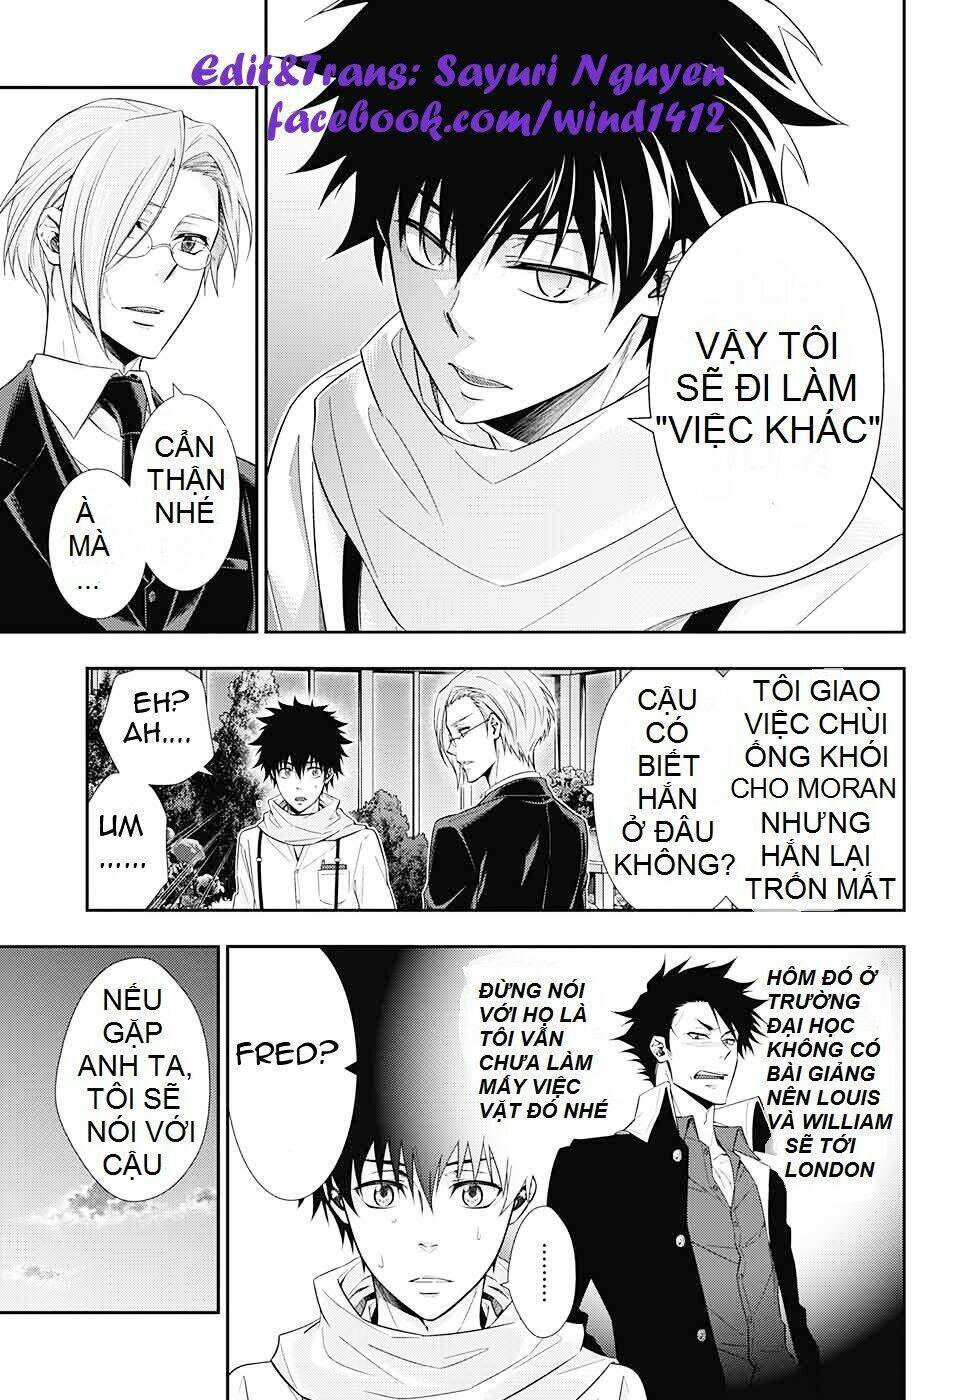 Edit&Trans: Sayuri Nguyen
facebook.com/wind1412
VẬY TÔI
SẼ ĐI LÀM
"VIỆC KHÁC"
CẨN
THẬN
NHÉ
À
MÀ
...
TÔI GIAO
VIỆC CHÙI
ỐNG KHÓI
CHO MORAN
NHƯNG
HẮN LẠI
TRỐN MẤT
CẬU
CÓ
BIẾT
HẮN
Ở ĐÂU
KHÔNG?
EH?
AH....
UM
......
HÔM ĐÓ Ở
TRƯỜNG
ĐẠI HỌC
KHÔNG CÓ
BÀI GIẢNG
NÊN LOUIS
VÀ WILLIAM
SẼ TỚI
LONDON
ĐỪNG NÓI
VỚI HỌ LÀ
TÔI VẪN
CHƯA LÀM
MẤY VIỆC
VẶT ĐÓ NHÉ
FRED?
........
NẾU
GẶP
ANH TA,
TÔI SẼ
NÓI VỚI
CẬU